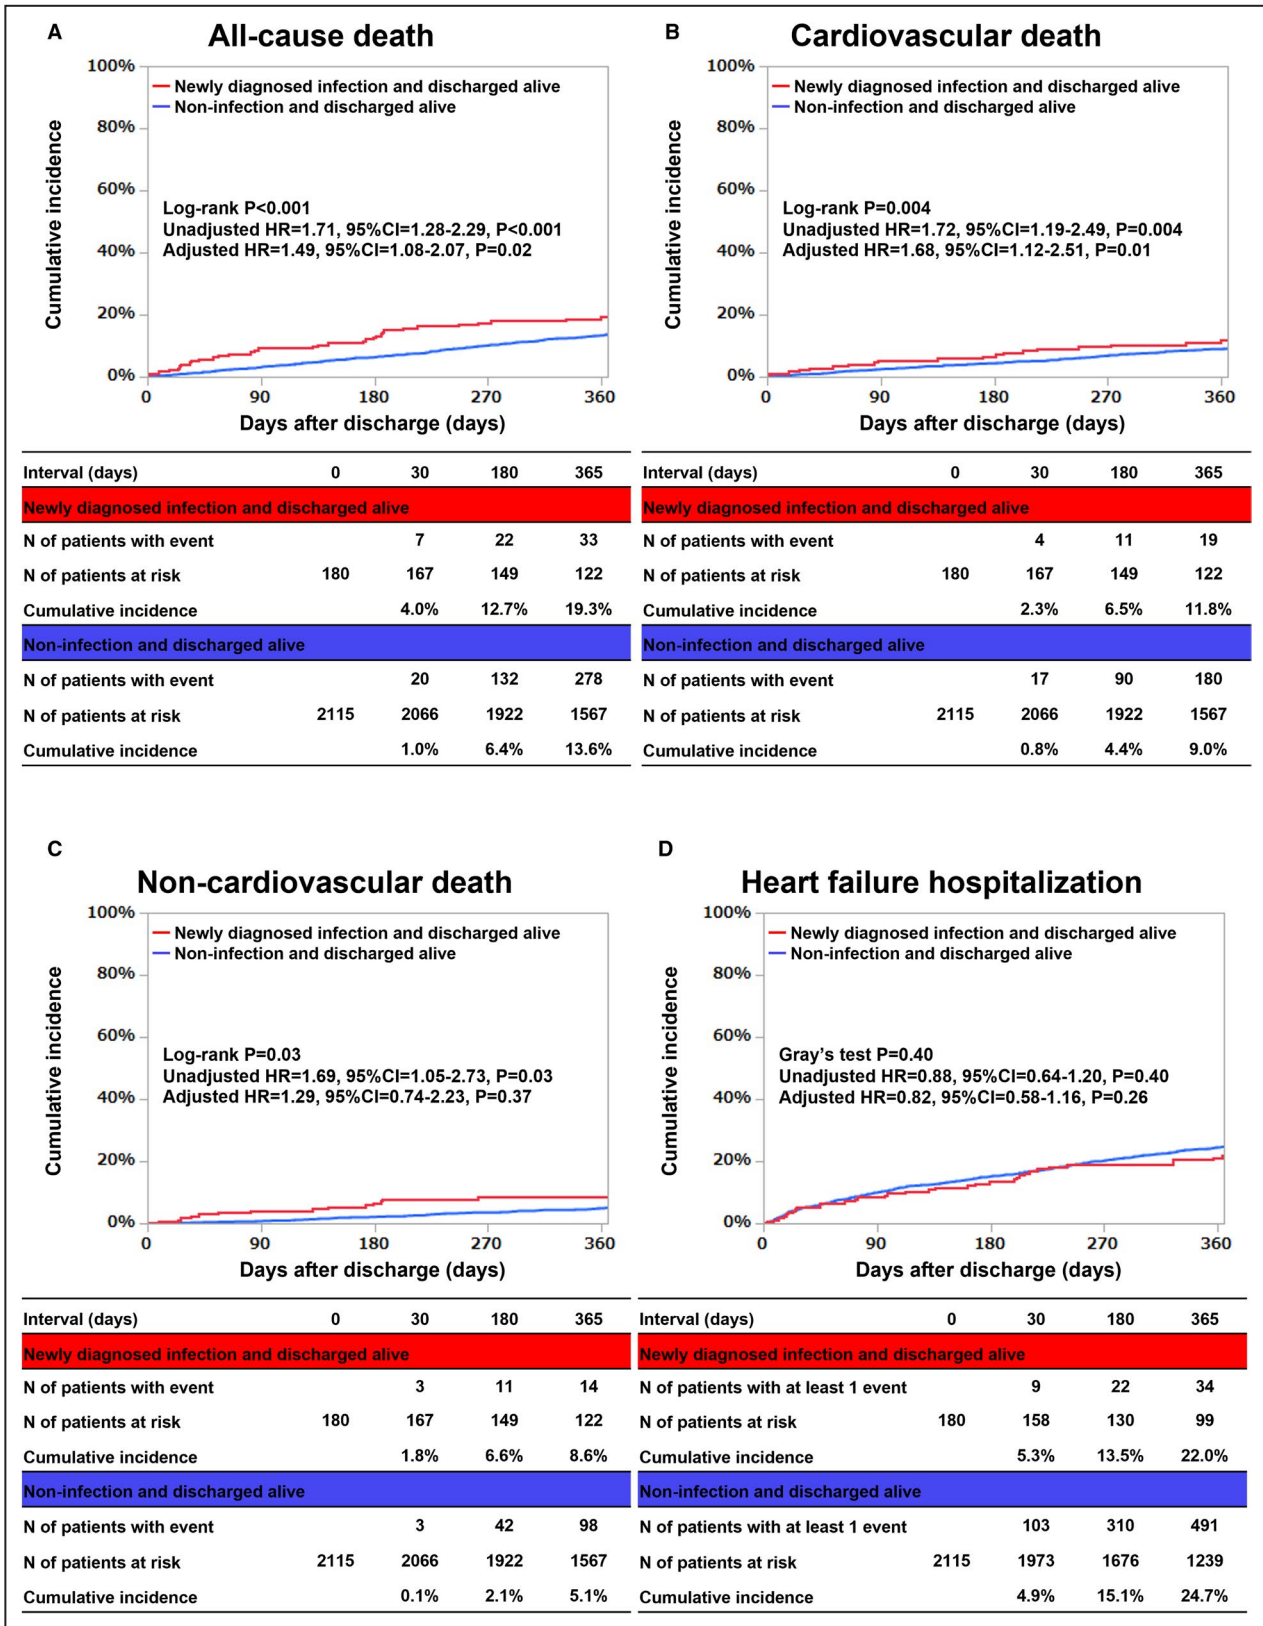 A
All-cause death
100%
80%
60%
40%
20%
0%
Cumulative incidence
Newly diagnosed infection and discharged alive
Non-infection and discharged alive
Log-rank P<0.001
Unadjusted HR=1.71, 95%CI=1.28-2.29, P<0.001
Adjusted HR=1.49, 95%CI=1.08-2.07, P=0.02
0 90 180 270 360
Days after discharge (days)
Interval (days) 0 30 180 365
Newly diagnosed infection and discharged alive
N of patients with event 7 22 33
N of patients at risk 180 167 149 122
Cumulative incidence 4.0% 12.7% 19.3%
Non-infection and discharged alive
N of patients with event 20 132 278
N of patients at risk 2115 2066 1922 1567
Cumulative incidence 1.0% 6.4% 13.6%
B
Cardiovascular death
100%
80%
60%
40%
20%
0%
Cumulative incidence
Newly diagnosed infection and discharged alive
Non-infection and discharged alive
Log-rank P=0.004
Unadjusted HR=1.72, 95%CI=1.19-2.49, P=0.004
Adjusted HR=1.68, 95%CI=1.12-2.51, P=0.01
0 90 180 270 360
Days after discharge (days)
Interval (days) 0 30 180 365
Newly diagnosed infection and discharged alive
N of patients with event 4 11 19
N of patients at risk 180 167 149 122
Cumulative incidence 2.3% 6.5% 11.8%
Non-infection and discharged alive
N of patients with event 17 90 180
N of patients at risk 2115 2066 1922 1567
Cumulative incidence 0.8% 4.4% 9.0%
C
Non-cardiovascular death
100%
80%
60%
40%
20%
0%
Cumulative incidence
Newly diagnosed infection and discharged alive
Non-infection and discharged alive
Log-rank P=0.03
Unadjusted HR=1.69, 95%CI=1.05-2.73, P=0.03
Adjusted HR=1.29, 95%CI=0.74-2.23, P=0.37
0 90 180 270 360
Days after discharge (days)
Interval (days) 0 30 180 365
Newly diagnosed infection and discharged alive
N of patients with event 3 11 14
N of patients at risk 180 167 149 122
Cumulative incidence 1.8% 6.6% 8.6%
Non-infection and discharged alive
N of patients with event 3 42 98
N of patients at risk 2115 2066 1922 1567
Cumulative incidence 0.1% 2.1% 5.1%
D
Heart failure hospitalization
100%
80%
60%
40%
20%
0%
Cumulative incidence
Newly diagnosed infection and discharged alive
Non-infection and discharged alive
Gray's test P=0.40
Unadjusted HR=0.88, 95%CI=0.64-1.20, P=0.40
Adjusted HR=0.82, 95%CI=0.58-1.16, P=0.26
0 90 180 270 360
Days after discharge (days)
Interval (days) 0 30 180 365
Newly diagnosed infection and discharged alive
N of patients with at least 1 event 9 22 34
N of patients at risk 180 158 130 99
Cumulative incidence 5.3% 13.5% 22.0%
Non-infection and discharged alive
N of patients with at least 1 event 103 310 491
N of patients at risk 2115 1973 1676 1239
Cumulative incidence 4.9% 15.1% 24.7%